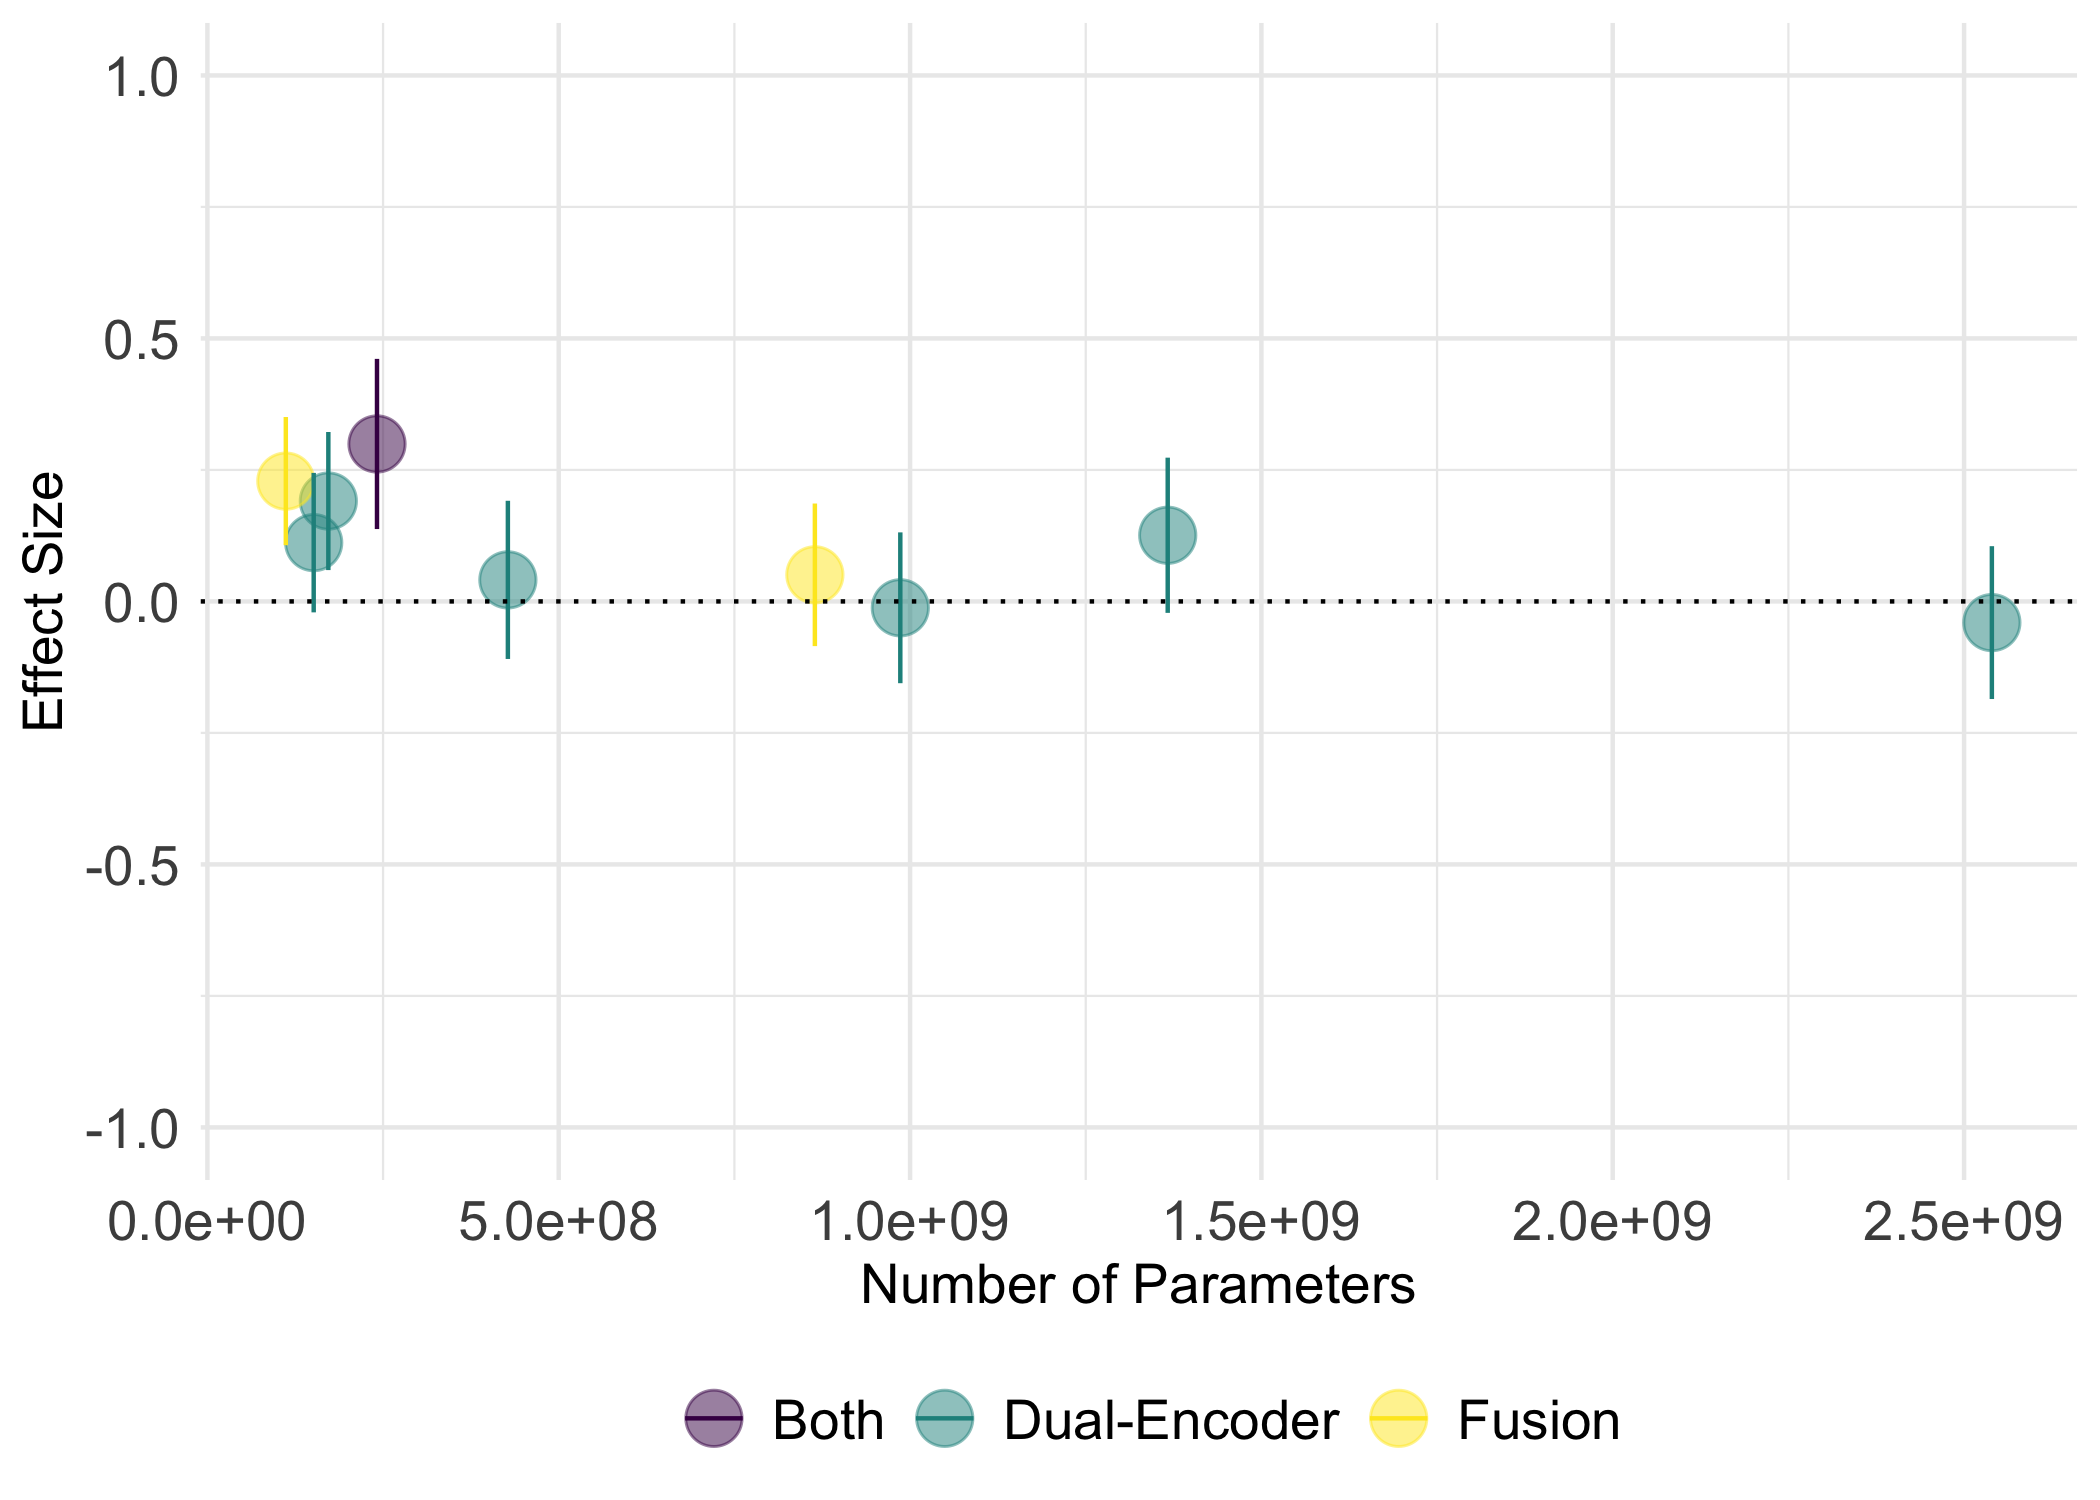 Effect Size
1.0
0.5
0.0
-0.5
-1.0
0.0e+00 5.0e+08 1.0e+09 1.5e+09 2.0e+09 2.5e+09
Number of Parameters
Both Dual-Encoder Fusion